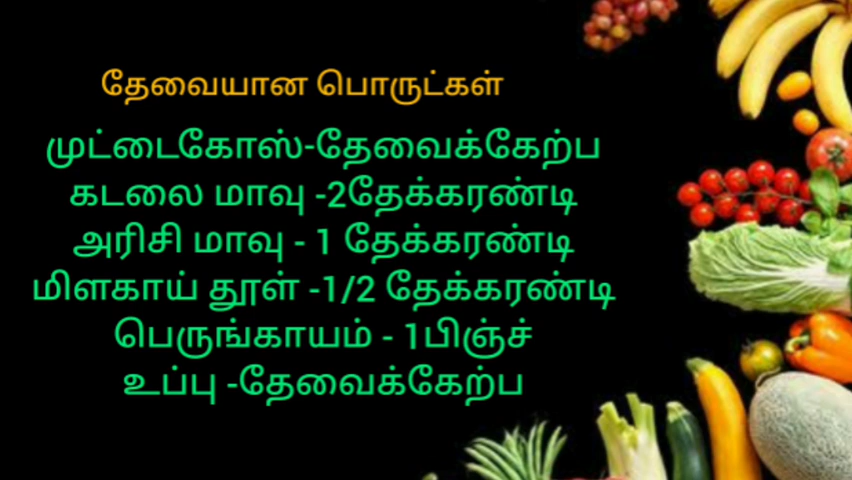 தேவையான பொருட்கள்
முட்டைகோஸ்-தேவைக்கேற்ப
கடலை மாவு -2தேக்கரண்டி
அரிசி மாவு - 1 தேக்கரண்டி
மிளகாய் தூள் -1/2 தேக்கரண்டி
பெருங்காயம் - 1பிஞ்ச்
உப்பு -தேவைக்கேற்ப